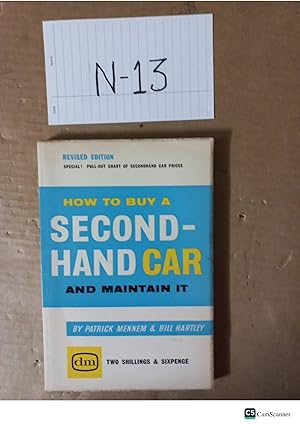 N-13
REVISED EDITION
SPECIAL! PULL-OUT CHART OF SECONDHAND CAR PRICES
HOW TO BUY A
SECOND-
HAND CAR
AND MAINTAIN IT
BY PATRICK MENNEM & BILL HARTLEY
dm TWO SHILLINGS & SIXPENCE
CS CamScanner